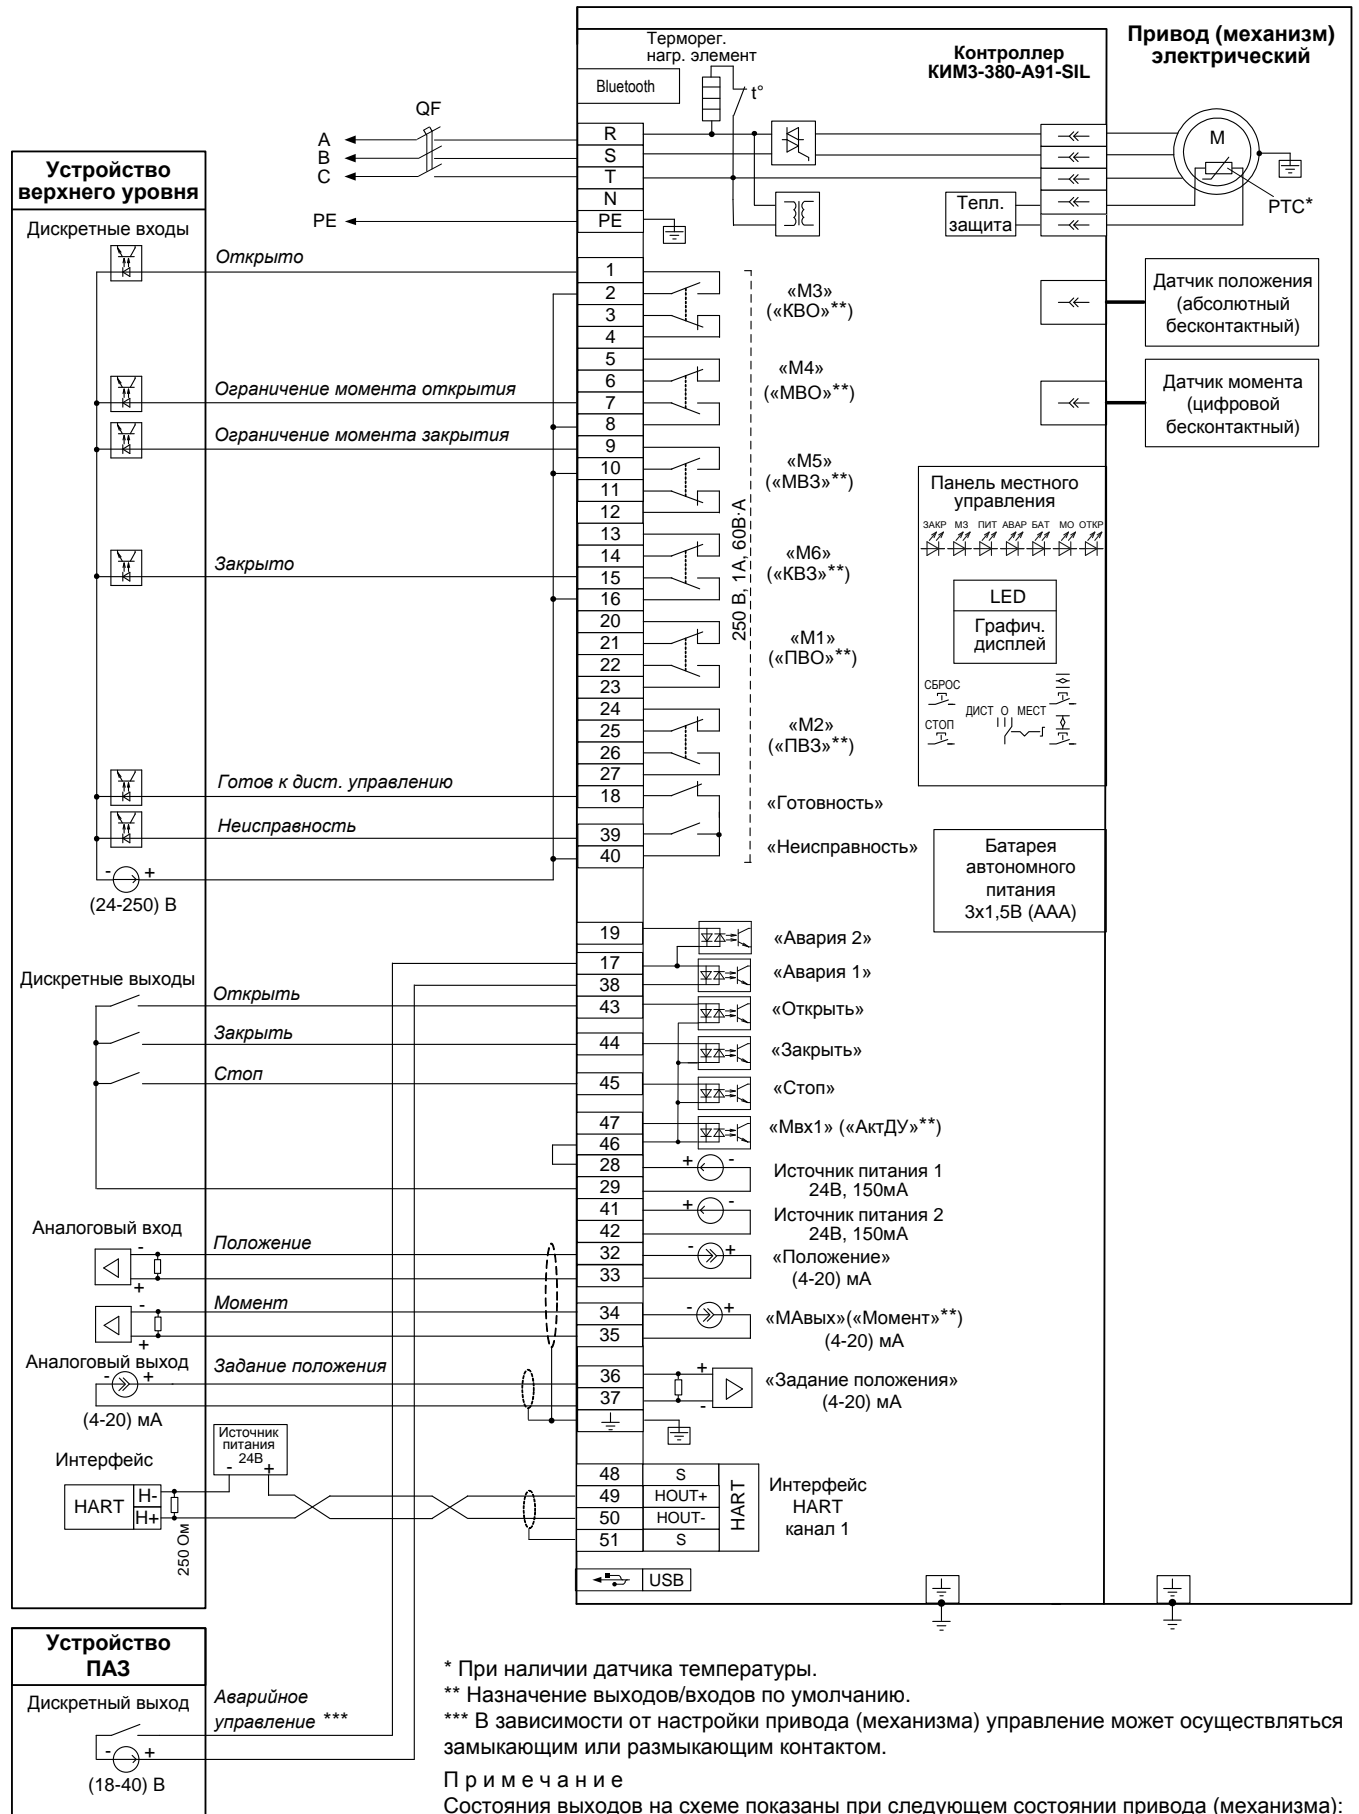 Привод (механизм)
электрический
Контроллер
КИМ3-380-А91-SIL
Терморег.
нагр. элемент
Bluetooth
t°
QF
A
B
C
PE
R
S
T
N
PE
M
PTC*
Тепл.
защита
Устройство
верхнего уровня
Дискретные входы
Открыто
1
2
3
4
«М3»
(«КВО»**)
Датчик положения
(абсолютный
бесконтактный)
Ограничение момента открытия
5
6
7
8
«М4»
(«МВО»**)
Датчик момента
(цифровой
бесконтактный)
Ограничение момента закрытия
9
10
11
12
«М5»
(«МВЗ»**)
250 В, 1А, 60В·А
Панель местного
управления
ЗАКР МЗ ПИТ АВАР БАТ МО ОТКР
LED
Графич.
дисплей
СБРОС
СТОП
ДИСТ О МЕСТ
Закрыто
13
14
15
16
«М6»
(«КВЗ»**)
20
21
22
23
«М1»
(«ПВО»**)
24
25
26
27
«М2»
(«ПВЗ»**)
Готов к дист. управлению
18
«Готовность»
Неисправность
39
40
«Неисправность»
- +
(24-250) В
Батарея
автономного
питания
3х1,5В (ААА)
19
«Авария 2»
17
38
«Авария 1»
Дискретные выходы
Открыть
43
«Открыть»
Закрыть
44
«Закрыть»
Стоп
45
«Стоп»
47
46
«Мвх1» («АктДУ»**)
28
29
+ -
Источник питания 1
24В, 150мА
41
42
+ -
Источник питания 2
24В, 150мА
Аналоговый вход
-
+
Положение
32
33
- +
«Положение»
(4-20) мА
-
+
Момент
34
35
- +
«МАвых»(«Момент»**)
(4-20) мА
Аналоговый выход
- +
(4-20) мА
Задание положения
36
37
+
-
«Задание положения»
(4-20) мА
Источник
питания
24В
- +
Интерфейс
HART
H-
H+
250 Ом
48 S
49 HOUT+
50 HOUT-
51 S
HART
Интерфейс
HART
канал 1
USB
Устройство
ПАЗ
Дискретный выход
- +
(18-40) В
Аварийное
управление ***
* При наличии датчика температуры.
** Назначение выходов/входов по умолчанию.
*** В зависимости от настройки привода (механизма) управление может осуществляться
замыкающим или размыкающим контактом.
П р и м е ч а н и е
Состояния выходов на схеме показаны при следующем состоянии привода (механизма):